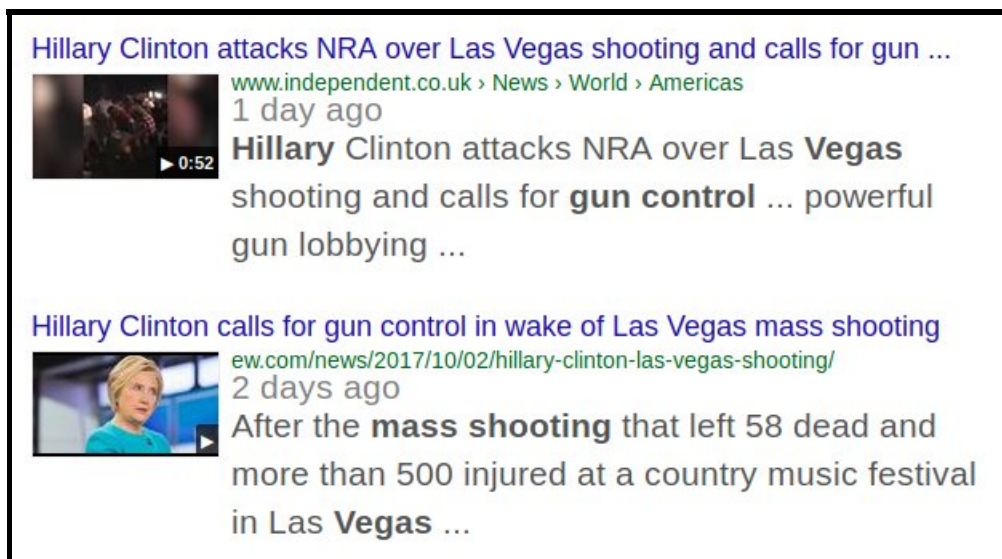 Hillary Clinton attacks NRA over Las Vegas shooting and calls for gun ...
www.independent.co.uk › News › World › Americas
1 day ago
▶ 0:52
Hillary Clinton attacks NRA over Las Vegas
shooting and calls for gun control ... powerful
gun lobbying ...
Hillary Clinton calls for gun control in wake of Las Vegas mass shooting
ew.com/news/2017/10/02/hillary-clinton-las-vegas-shooting/
2 days ago
After the mass shooting that left 58 dead and
more than 500 injured at a country music festival
in Las Vegas ...